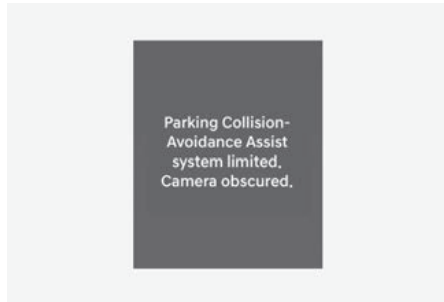 Parking Collision-
Avoidance Assist
system limited.
Camera obscured.